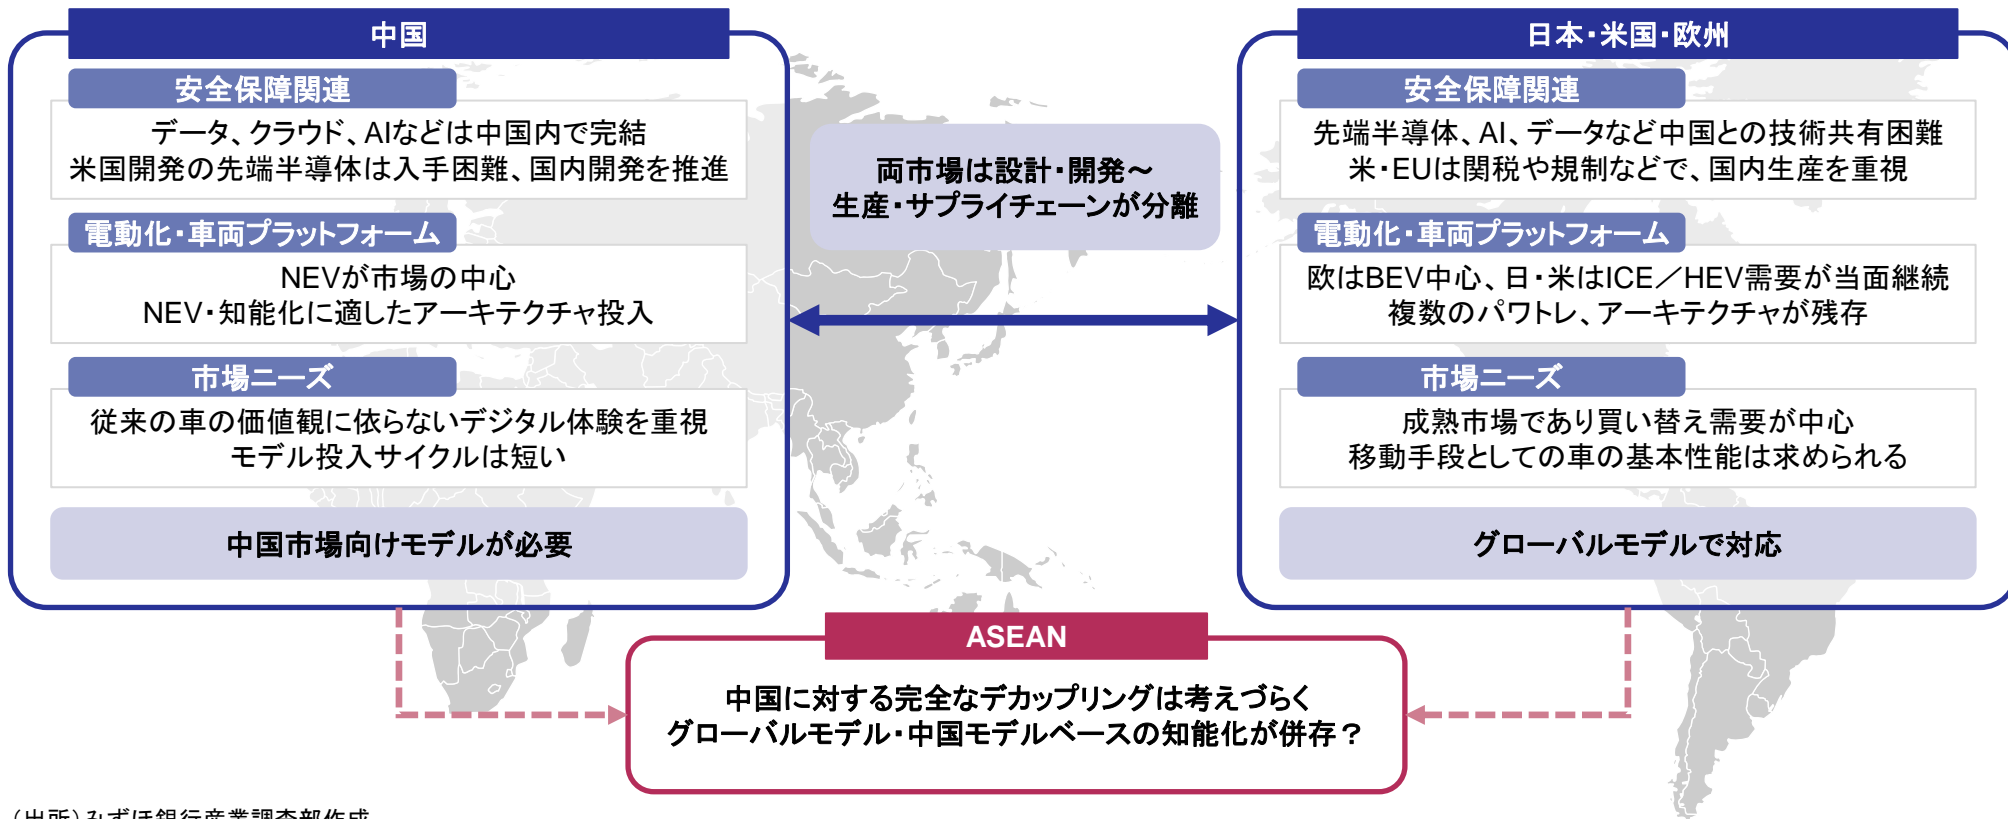 中国
安全保障関連
データ、クラウド、AIなどは中国内で完結
米国開発の先端半導体は入手困難、国内開発を推進
電動化・車両プラットフォーム
NEVが市場の中心
NEV・知能化に適したアーキテクチャ投入
市場ニーズ
従来の車の価値観に依らないデジタル体験を重視
モデル投入サイクルは短い
中国市場向けモデルが必要
両市場は設計・開発～
生産・サプライチェーンが分離
日本・米国・欧州
安全保障関連
先端半導体、AI、データなど中国との技術共有困難
米・EUは関税や規制などで、国内生産を重視
電動化・車両プラットフォーム
欧はBEV中心、日・米はICE／HEV需要が当面継続
複数のパワトレ、アーキテクチャが残存
市場ニーズ
成熟市場であり買い替え需要が中心
移動手段としての車の基本性能は求められる
グローバルモデルで対応
ASEAN
中国に対する完全なデカップリングは考えづらく
グローバルモデル・中国モデルベースの知能化が併存？
（出所）みずほ銀行産業調査部作成